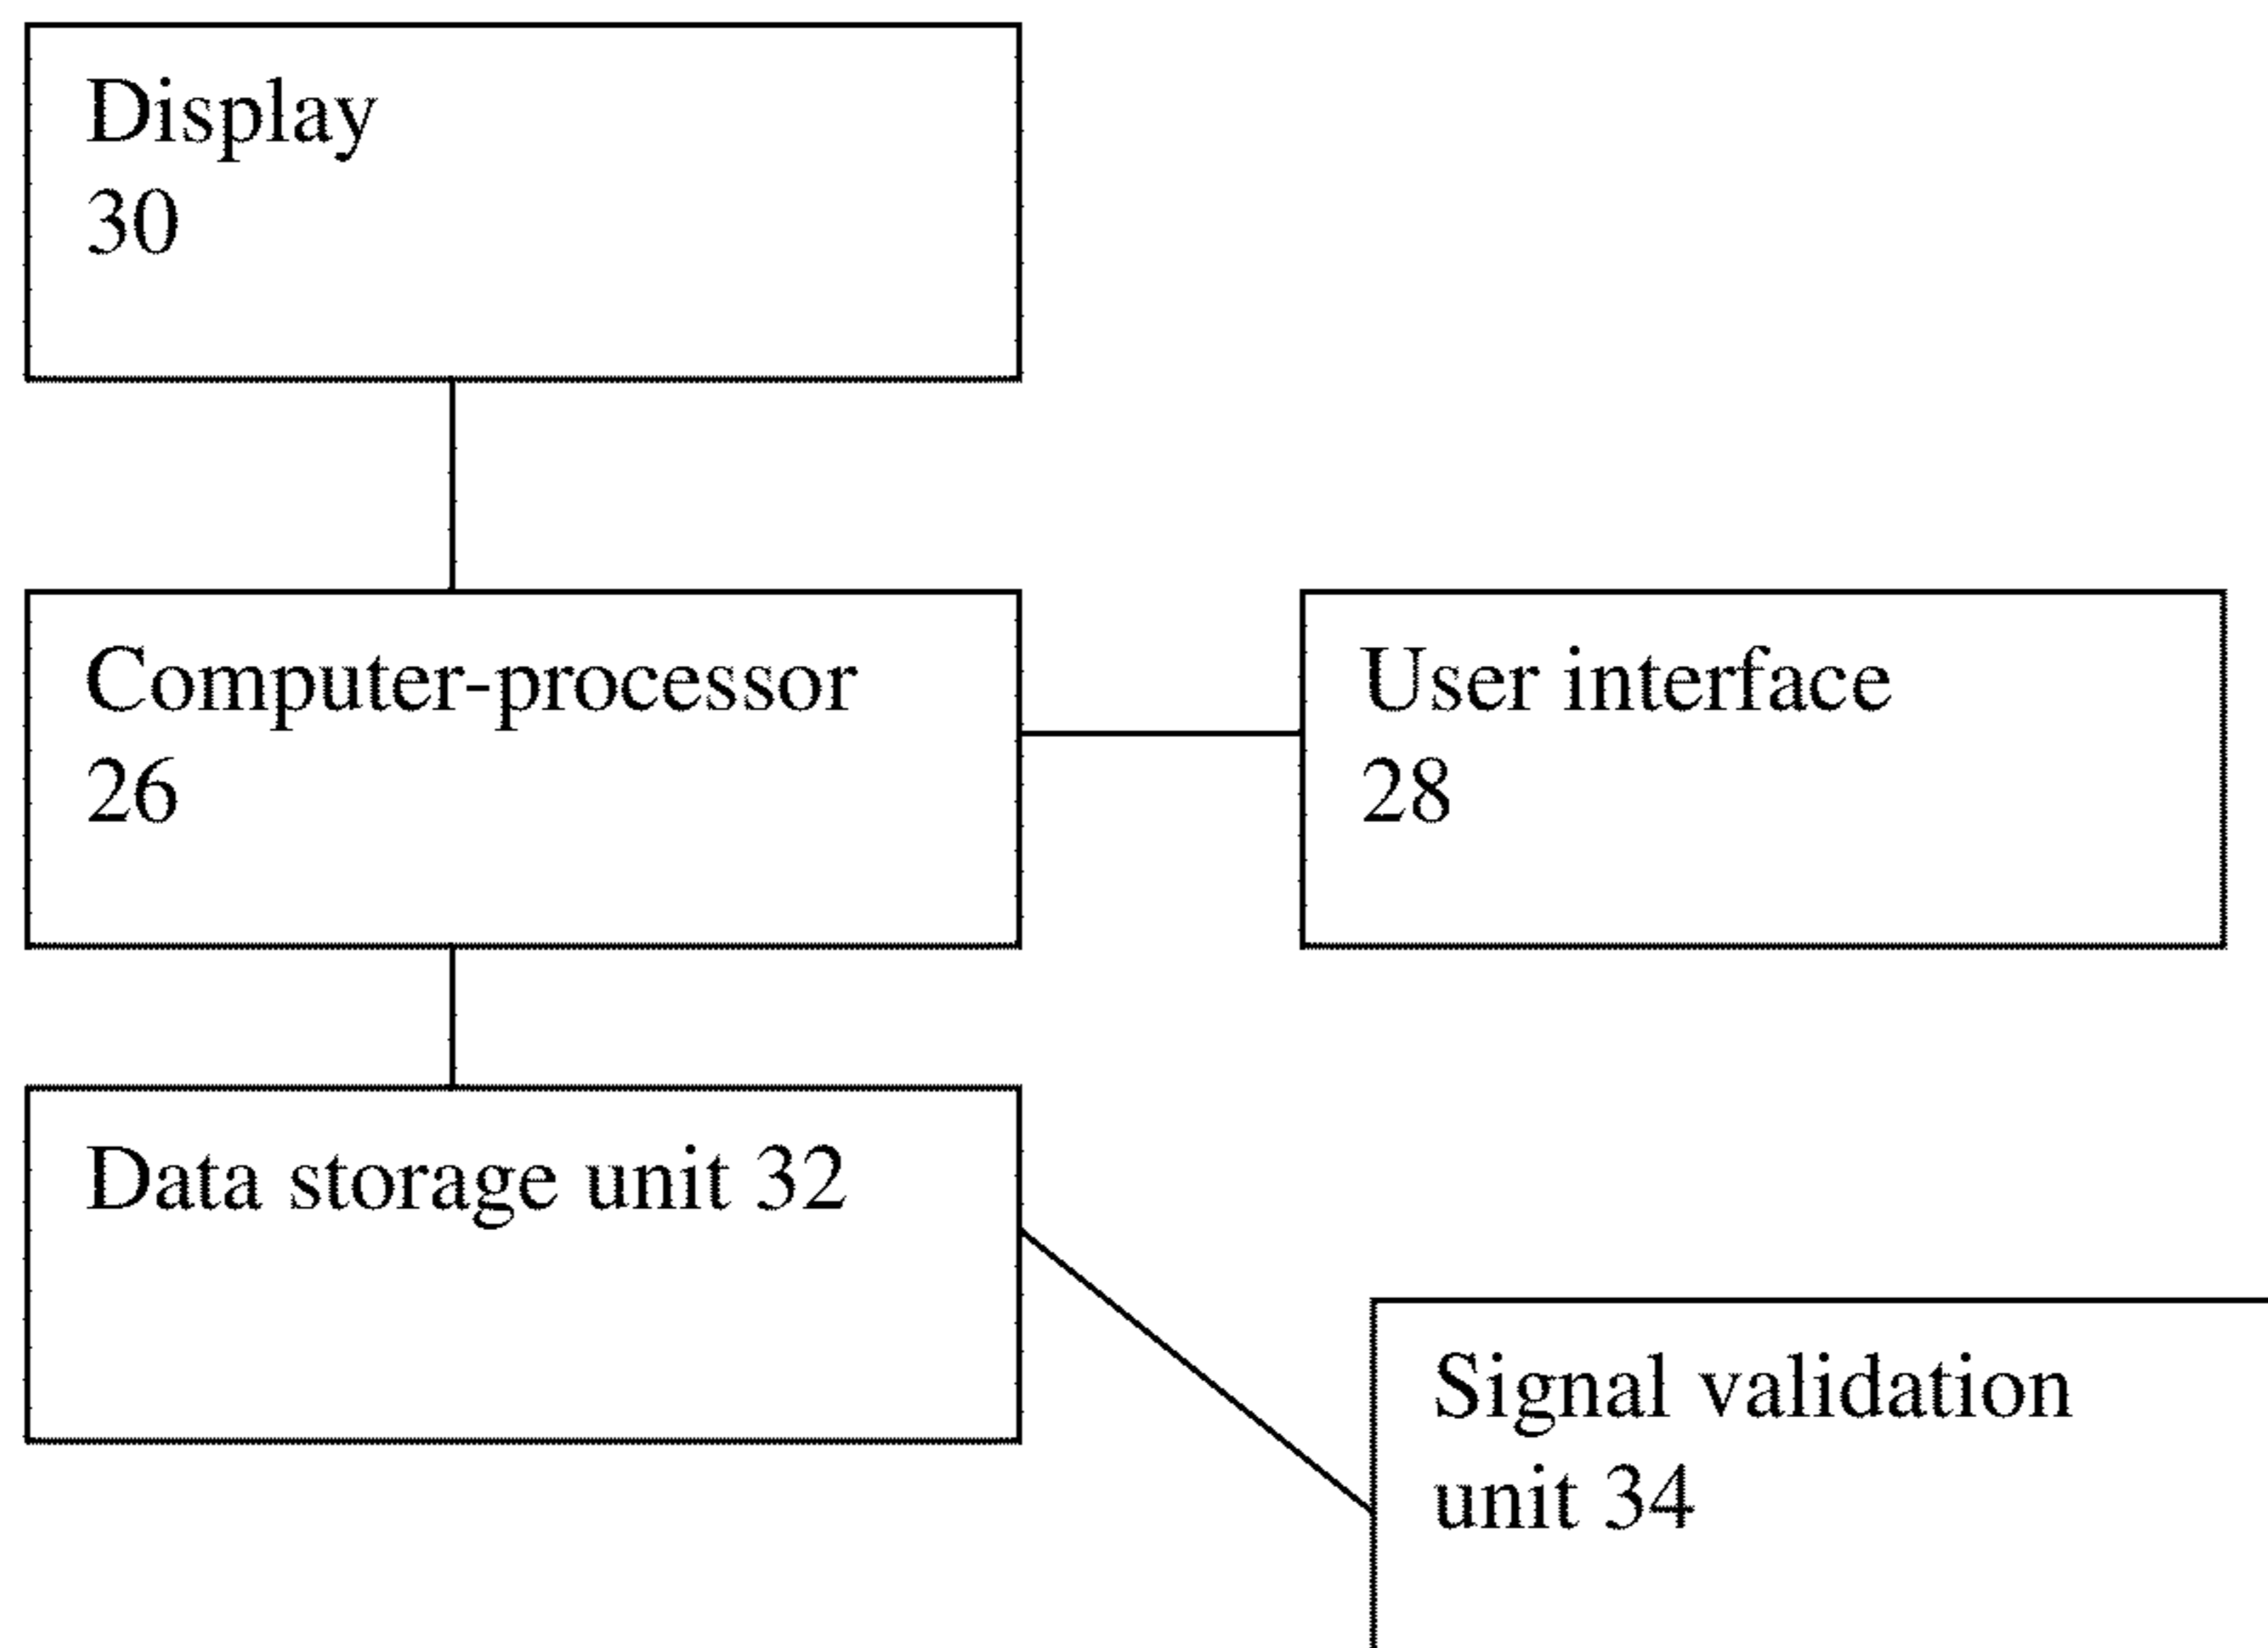 Display
30
Computer-processor
26
User interface
28
Data storage unit 32
Signal validation
unit 34